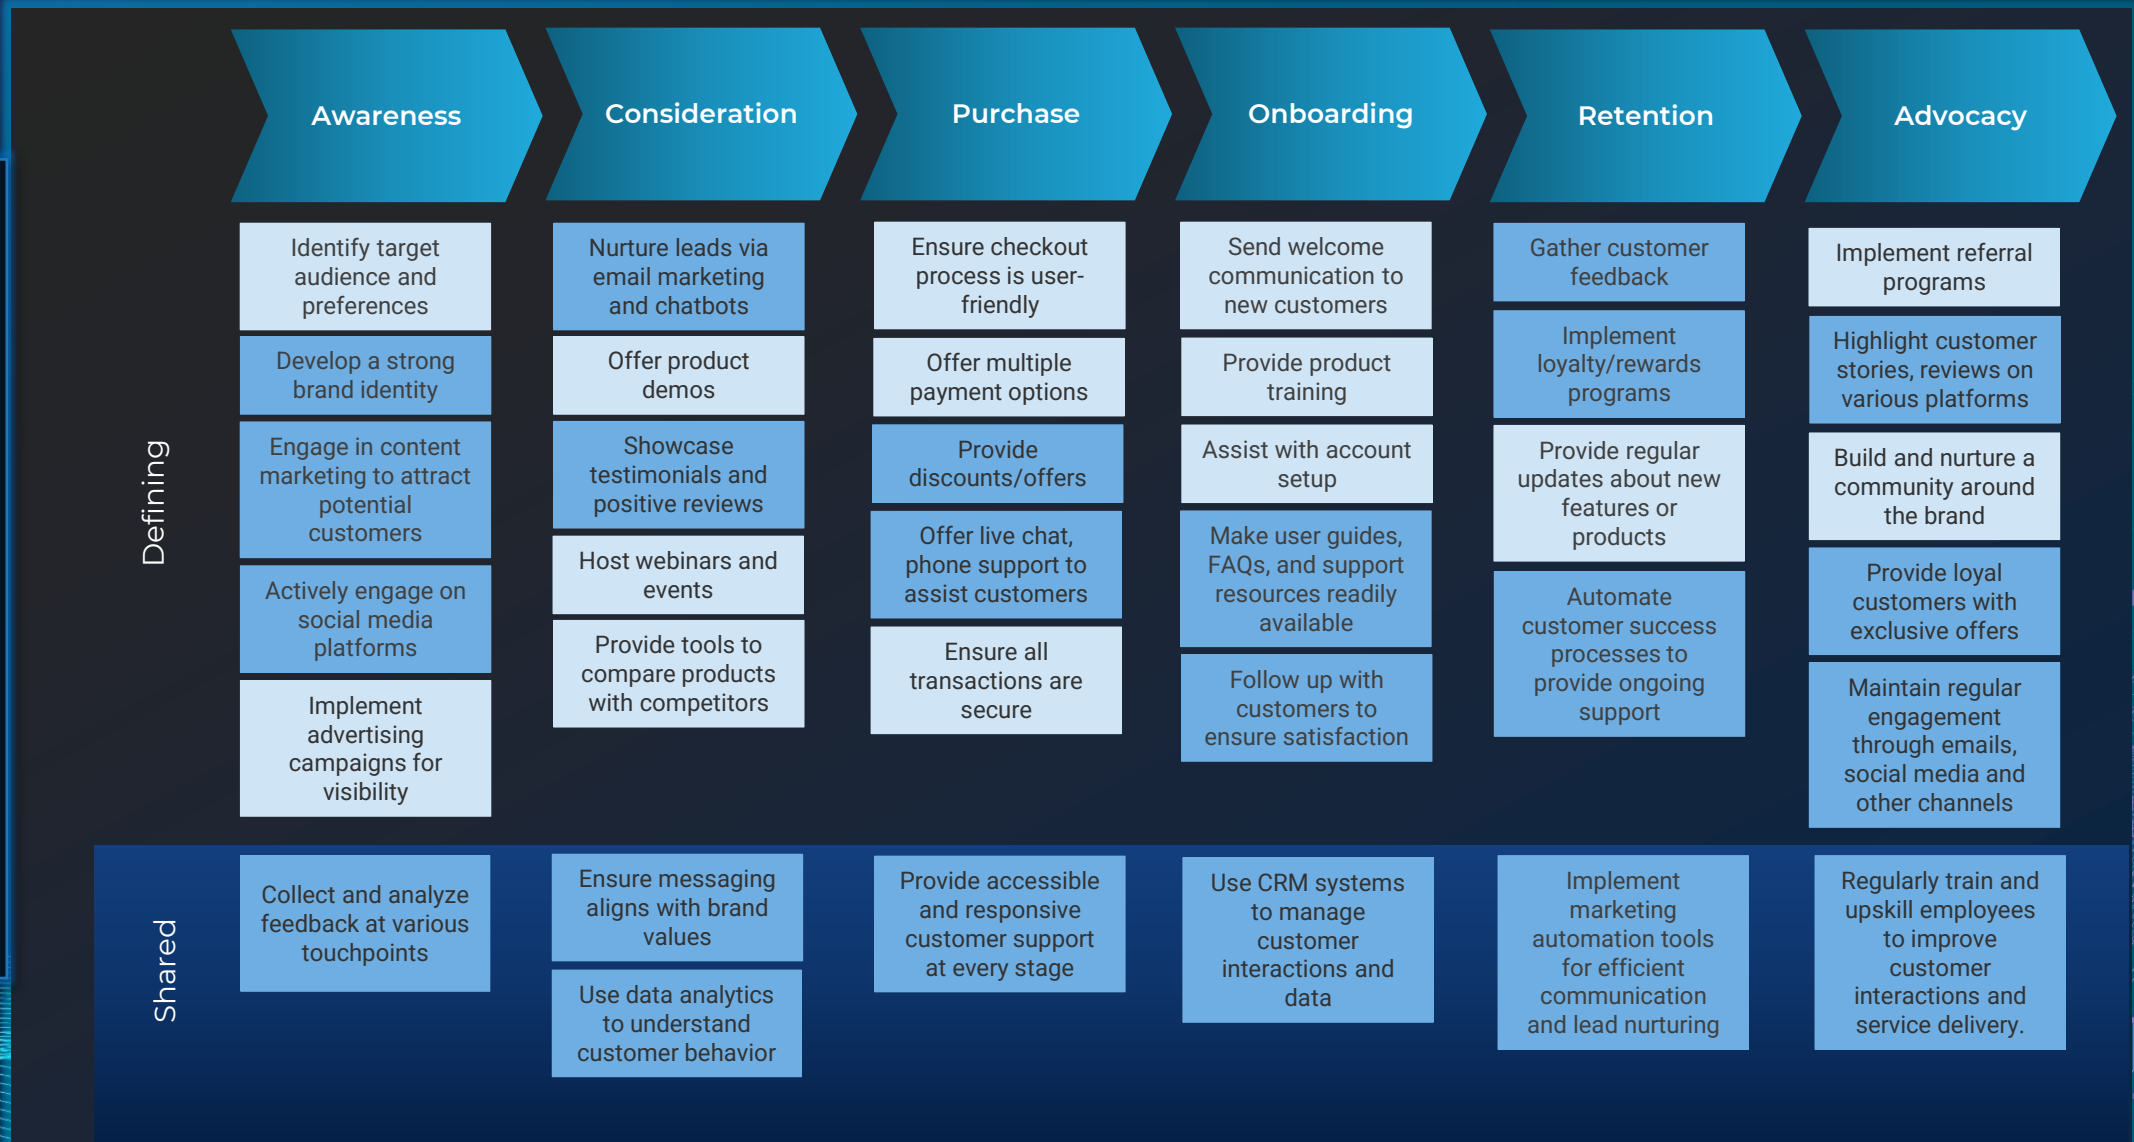 Awareness
Consideration
Purchase
Onboarding
Retention
Advocacy
Defining
Identify target
audience and
preferences
Develop a strong
brand identity
Engage in content
marketing to attract
potential
customers
Actively engage on
social media
platforms
Implement
advertising
campaigns for
visibility
Nurture leads via
email marketing
and chatbots
Offer product
demos
Showcase
testimonials and
positive reviews
Host webinars and
events
Provide tools to
compare products
with competitors
Ensure checkout
process is user-
friendly
Offer multiple
payment options
Provide
discounts/offers
Offer live chat,
phone support to
assist customers
Ensure all
transactions are
secure
Send welcome
communication to
new customers
Provide product
training
Assist with account
setup
Make user guides,
FAQs, and support
resources readily
available
Follow up with
customers to
ensure satisfaction
Gather customer
feedback
Implement
loyalty/rewards
programs
Provide regular
updates about new
features or
products
Automate
customer success
processes to
provide ongoing
support
Implement referral
programs
Highlight customer
stories, reviews on
various platforms
Build and nurture a
community around
the brand
Provide loyal
customers with
exclusive offers
Maintain regular
engagement
through emails,
social media and
other channels
Shared
Collect and analyze
feedback at various
touchpoints
Ensure messaging
aligns with brand
values
Use data analytics
to understand
customer behavior
Provide accessible
and responsive
customer support
at every stage
Use CRM systems
to manage
customer
interactions and
data
Implement
marketing
automation tools
for efficient
communication
and lead nurturing
Regularly train and
upskill employees
to improve
customer
interactions and
service delivery.